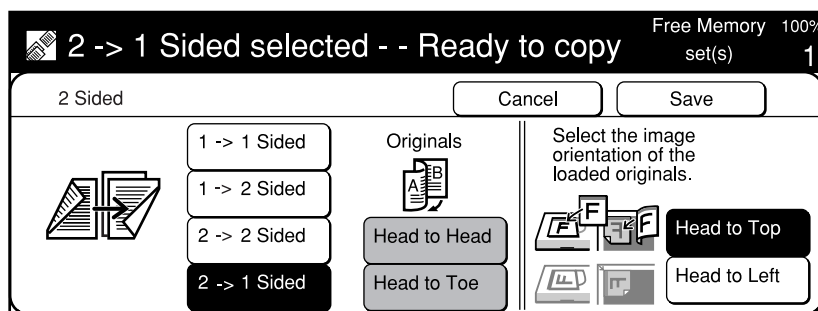 2 -> 1 Sided selected - - Ready to copy
Free Memory 100%
set(s) 1
2 Sided
Cancel
Save
1 -> 1 Sided
1 -> 2 Sided
2 -> 2 Sided
2 -> 1 Sided
Originals
A B
Head to Head
Head to Toe
Select the image
orientation of the
loaded originals.
F F F F
Head to Top
F F
Head to Left